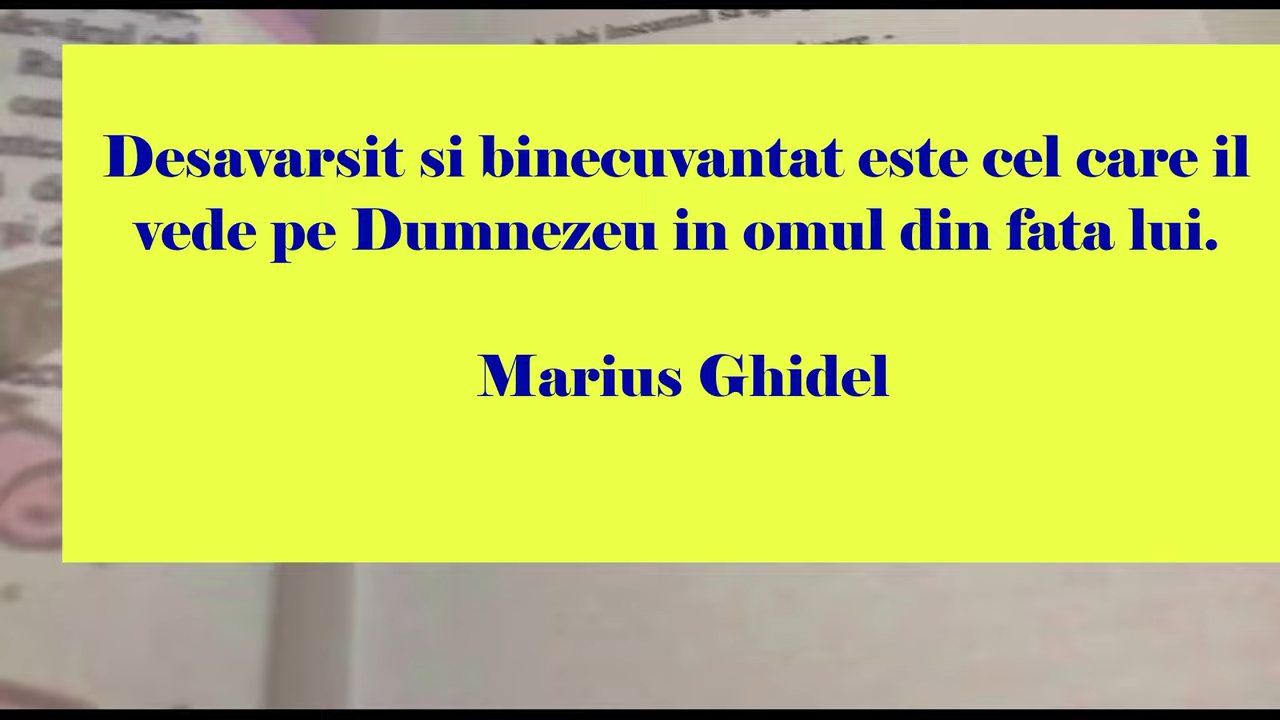 Desavarsit si binecuvantat este cel care il
vede pe Dumnezeu in omul din fata lui.
Marius Ghidel